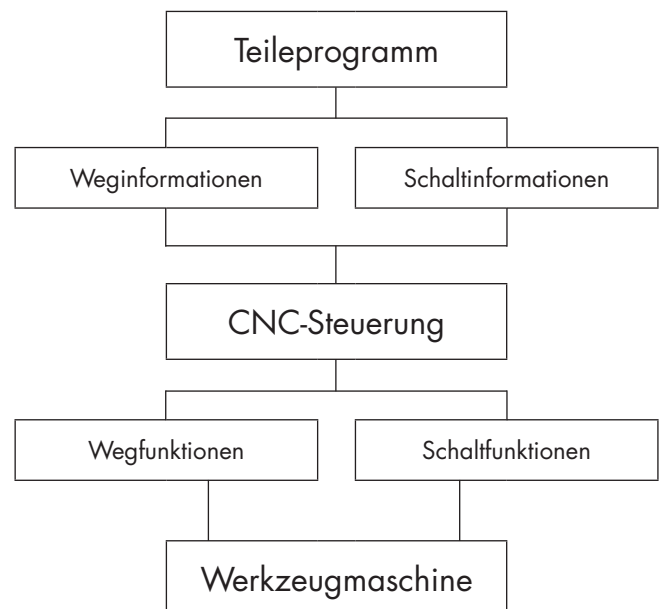 Teileprogramm
Weginformationen
Schaltinformationen
CNC-Steuerung
Wegfunktionen
Schaltfunktionen
Werkzeugmaschine